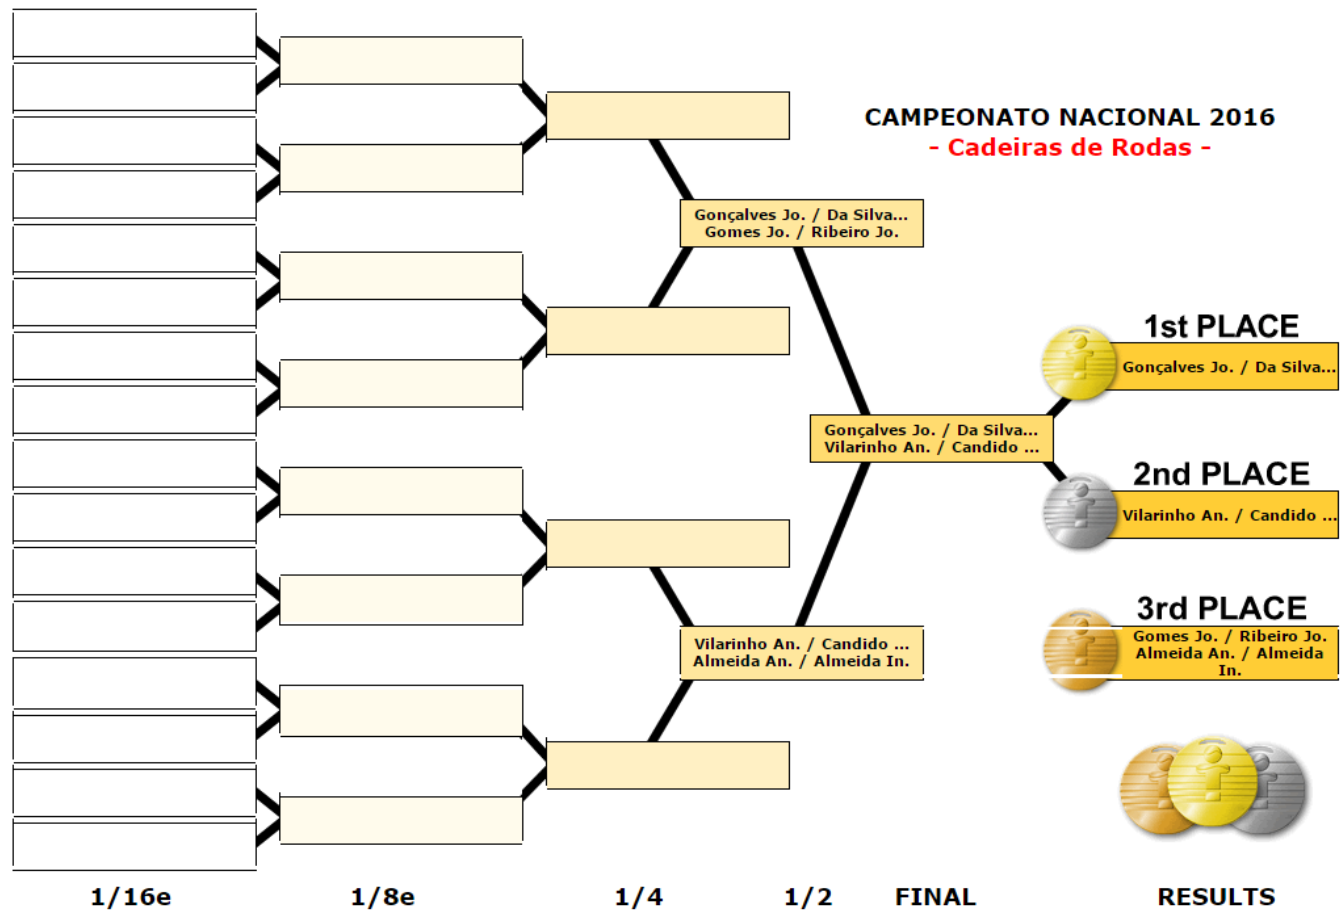 CAMPEONATO NACIONAL 2016
- Cadeiras de Rodas -
Gonçalves Jo. / Da Silva...
Gomes Jo. / Ribeiro Jo.
1st PLACE
Gonçalves Jo. / Da Silva...
Gonçalves Jo. / Da Silva...
Vilarinho An. / Candido ...
2nd PLACE
Vilarinho An. / Candido ...
3rd PLACE
Gomes Jo. / Ribeiro Jo.
Almeida An. / Almeida
In.
Vilarinho An. / Candido ...
Almeida An. / Almeida In.
1/16e 1/8e 1/4 1/2 FINAL RESULTS